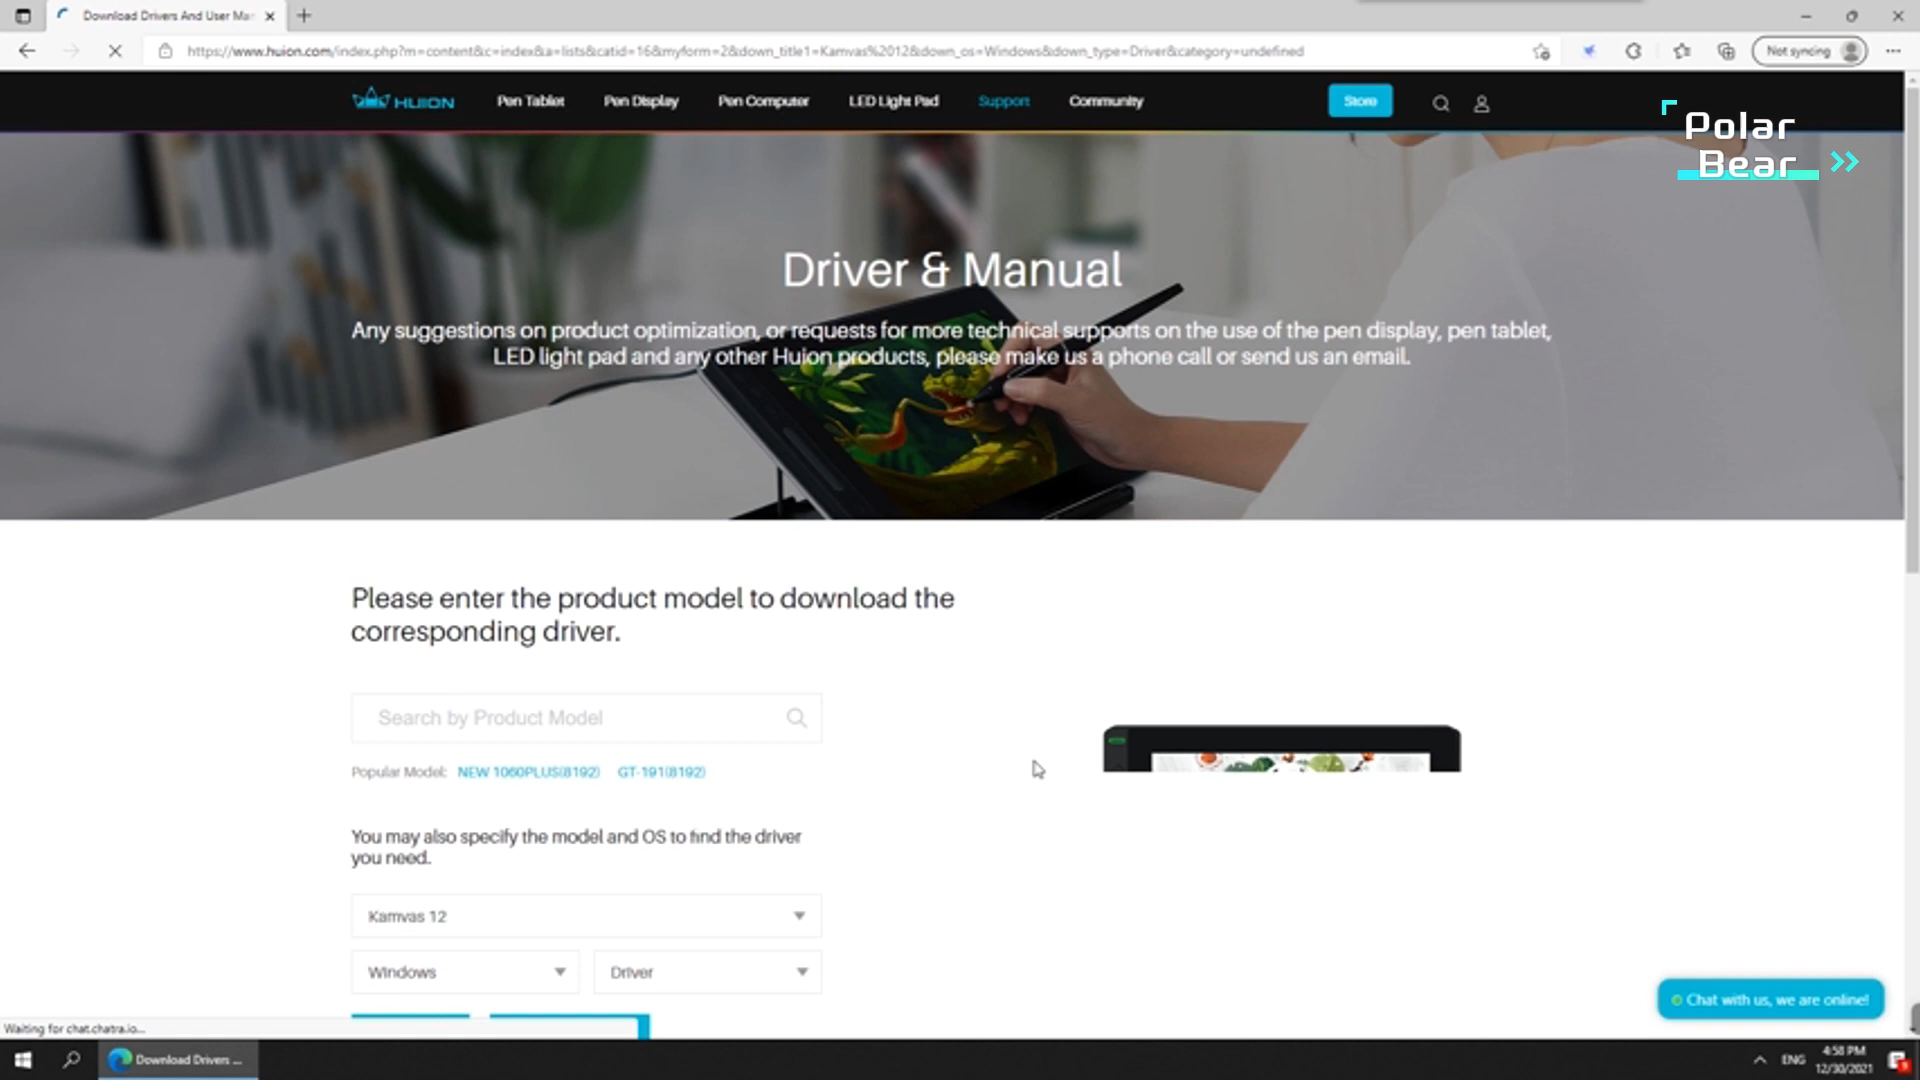 Download Drivers And User Mar
https://www.huion.com/index.php?m=content&c=index&a=lists&catid=16&myform=2&down_title1=Kamvas%2012&down_os=Windows&down_type=Driver&category=undefined
Not syncing
HUION
Pen Tablet
Pen Display
Pen Computer
LED Light Pad
Support
Community
Store
Polar
Bear
Driver & Manual
Any suggestions on product optimization, or requests for more technical supports on the use of the pen display, pen tablet,
LED light pad and any other Huion products, please make us a phone call or send us an email.
Please enter the product model to download the
corresponding driver.
Search by Product Model
Popular Model: NEW 1060PLUS(8192) GT-191(8192)
You may also specify the model and OS to find the driver
you need.
Kamvas 12
Windows
Driver
Chat with us, we are online!
Waiting for chat.chatra.io...
Download Drivers ...
ENG
4:58 PM
12/30/2021